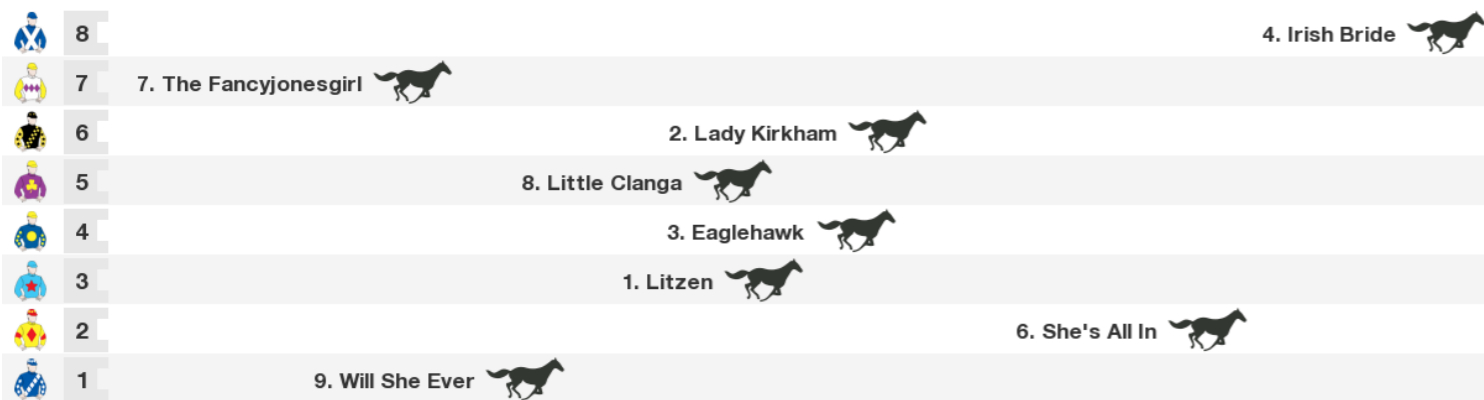 8 4. Irish Bride
7 7. The Fancyjonesgirl
6 2. Lady Kirkham
5 8. Little Clanga
4 3. Eaglehawk
3 1. Litzen
2 6. She's All In
1 9. Will She Ever